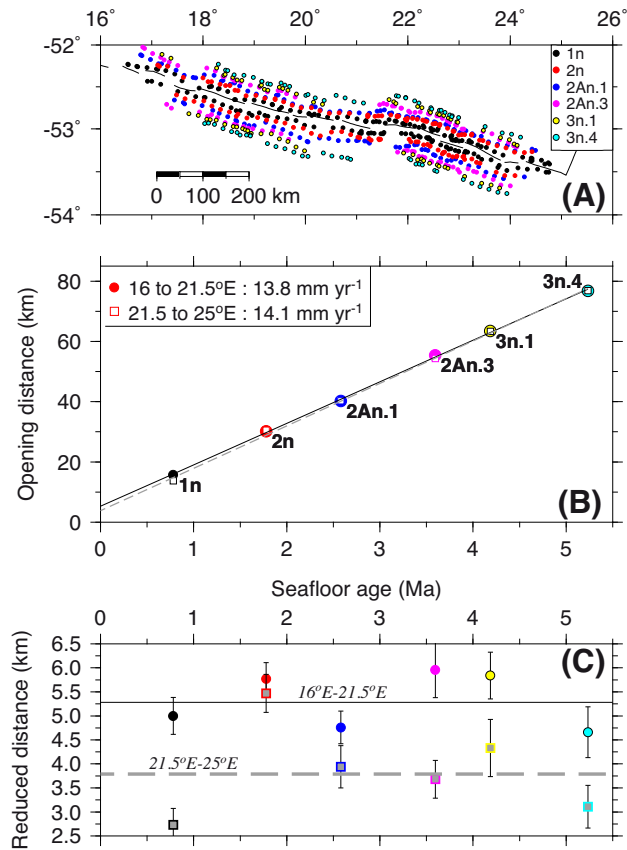 16˚ 18˚ 20˚ 22˚ 24˚ 26˚
-52˚
-53˚
-54˚
1n
2n
2An.1
2An.3
3n.1
3n.4
0 100 200 km
(A)
Opening distance (km)
80
60
40
20
0
16 to 21.5°E : 13.8 mm yr-1
21.5 to 25°E : 14.1 mm yr-1
1n
2n
2An.1
2An.3
3n.1
3n.4
(B)
0 1 2 3 4 5
Seafloor age (Ma)
0 1 2 3 4 5
Reduced distance (km)
6.5
6.0
5.5
5.0
4.5
4.0
3.5
3.0
2.5
16°E-21.5°E
21.5°E-25°E
(C)